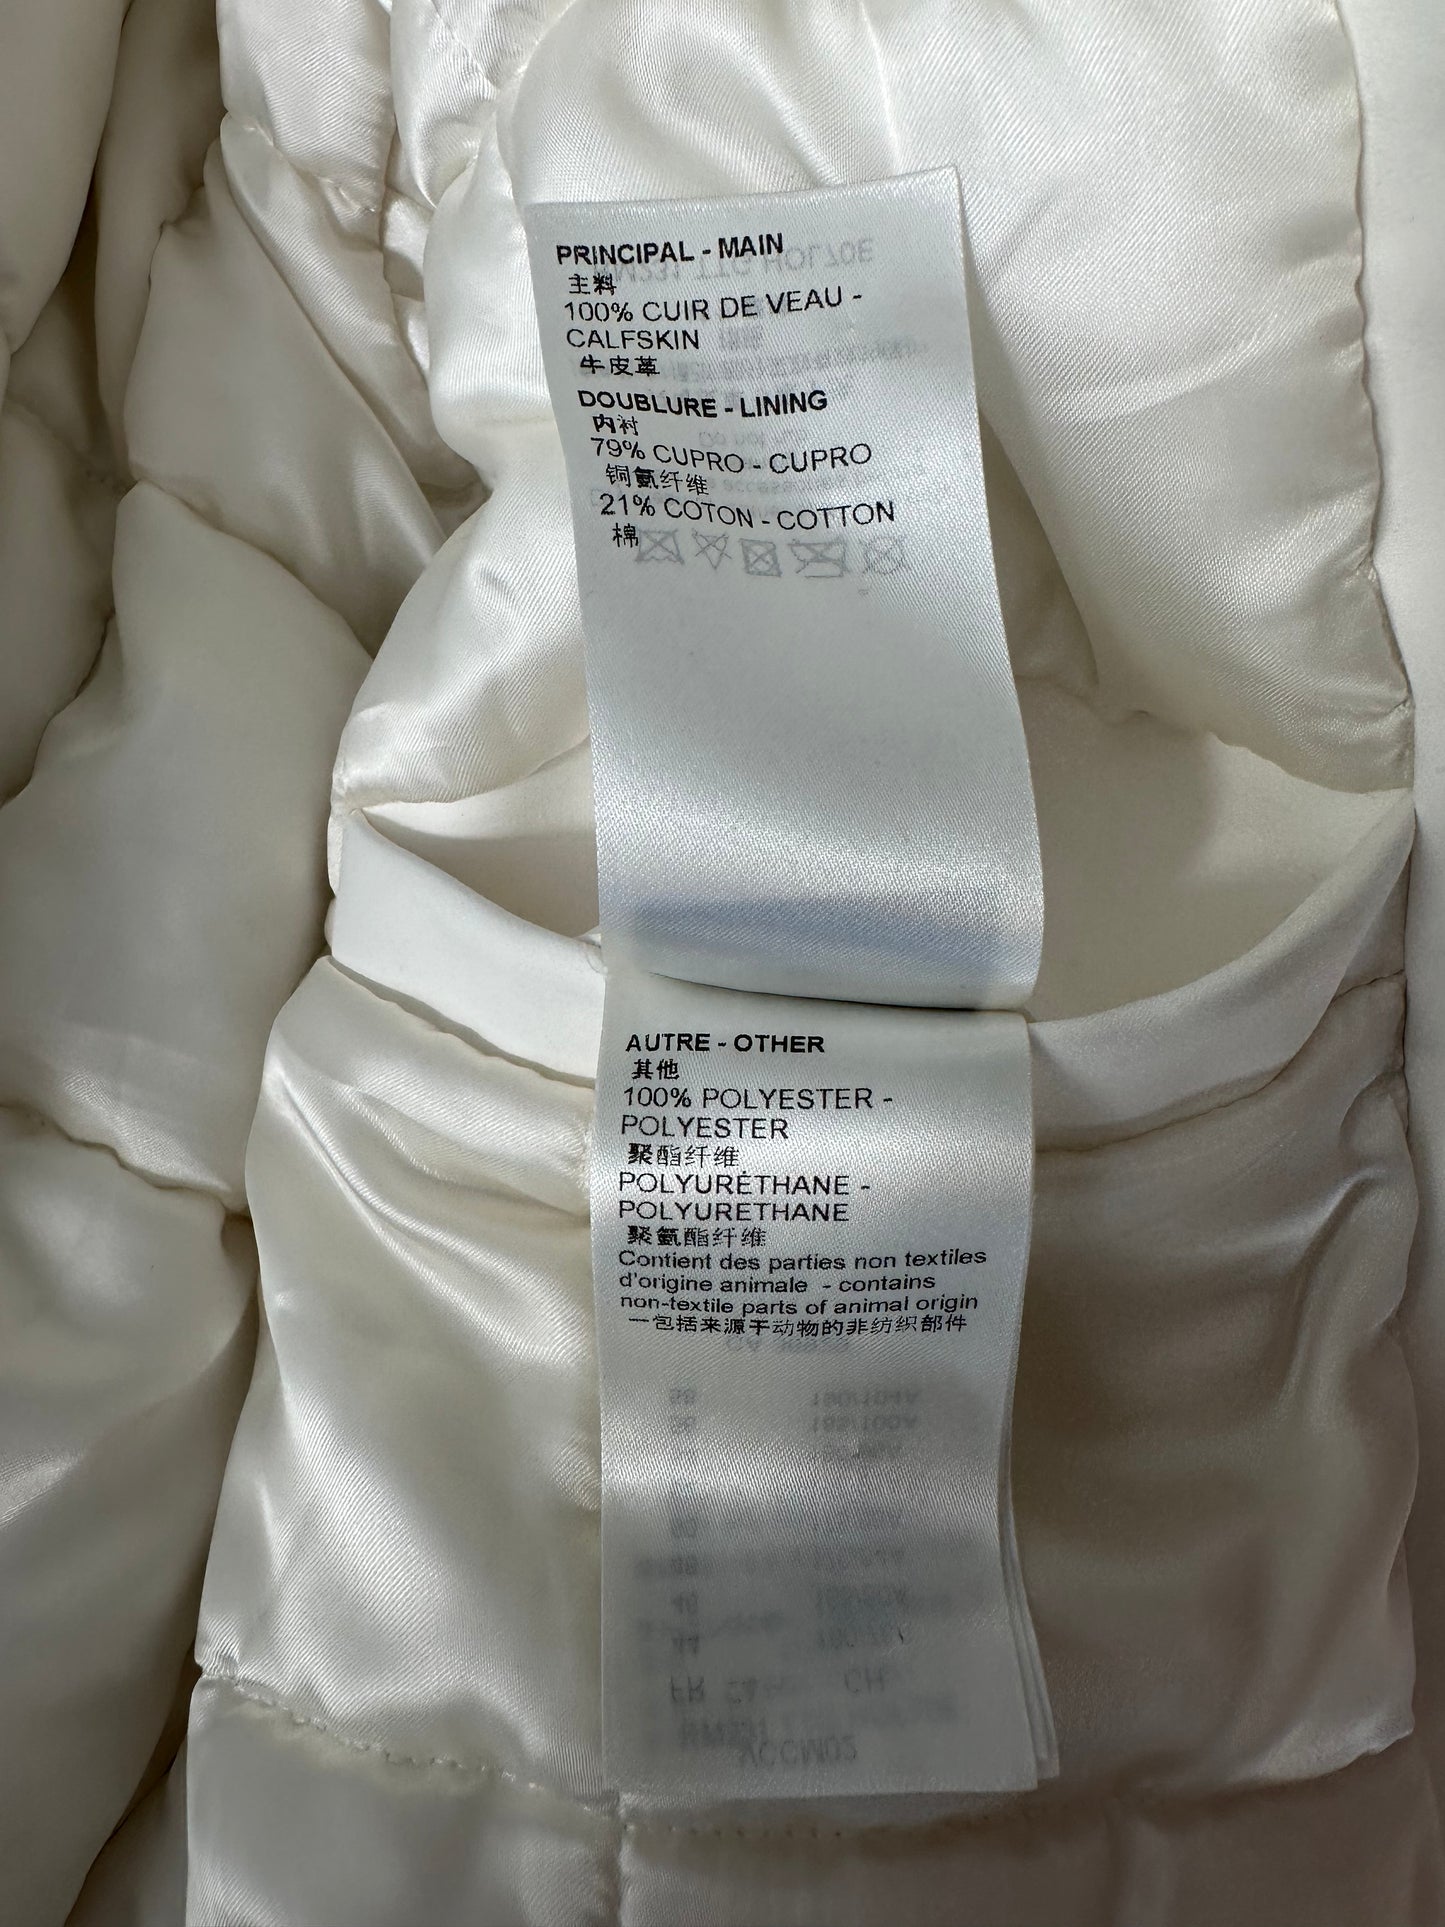 PRINCIPAL - MAIN
主料
100% CUIR DE VEAU -
CALFSKIN
牛皮革
DOUBLURE - LINING
内衬
79% CUPRO - CUPRO
铜氨纤维
21% COTON - COTTON
棉
AUTRE - OTHER
其他
100% POLYESTER -
POLYESTER
聚酯纤维
POLYURÉTHANE -
POLYURETHANE
聚氨酯纤维
Contient des parties non textiles
d'origine animale - contains
non-textile parts of animal origin
一包括来源于动物的非纺织部件